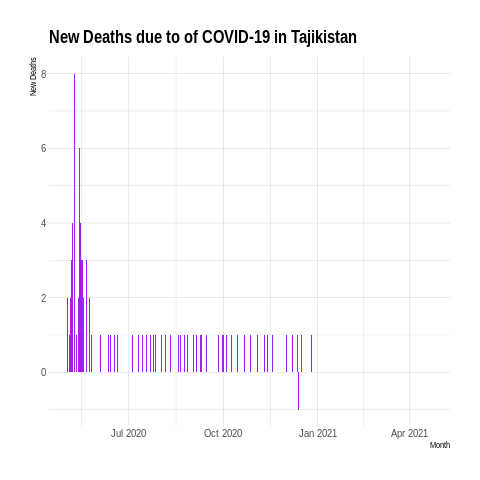 New Deaths due to of COVID-19 in Tajikistan
New Deaths
8
6
4
2
0
Jul 2020 Oct 2020 Jan 2021 Apr 2021
Month